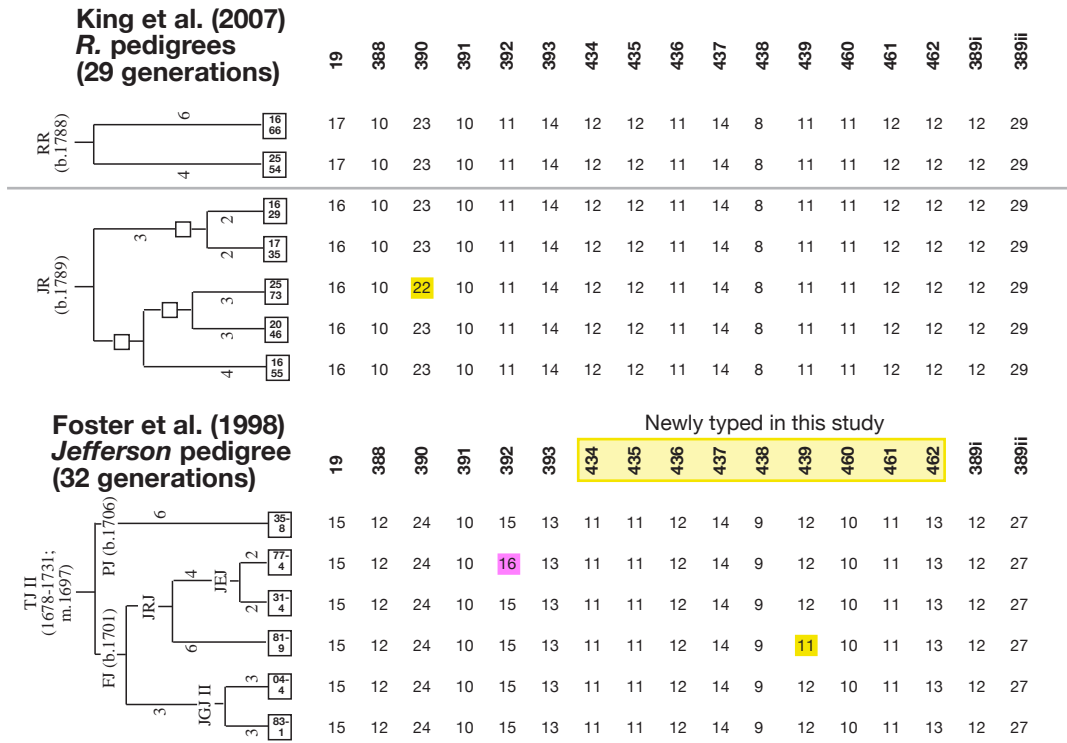 King et al. (2007)
R. pedigrees
(29 generations)
19 388 390 391 392 393 434 435 436 437 438 439 460 461 462 389i 389ii
RR
(b.1788)
6
16
66
17 10 23 10 11 14 12 12 11 14 8 11 11 12 12 12 29
4
25
54
17 10 23 10 11 14 12 12 11 14 8 11 11 12 12 12 29
JR
(b.1789)
3
2
16
29
16 10 23 10 11 14 12 12 11 14 8 11 11 12 12 12 29
2
17
35
16 10 23 10 11 14 12 12 11 14 8 11 11 12 12 12 29
3
25
73
16 10 22 10 11 14 12 12 11 14 8 11 11 12 12 12 29
3
20
46
16 10 23 10 11 14 12 12 11 14 8 11 11 12 12 12 29
4
16
55
16 10 23 10 11 14 12 12 11 14 8 11 11 12 12 12 29
Foster et al. (1998)
Jefferson pedigree
(32 generations)
Newly typed in this study
19 388 390 391 392 393 434 435 436 437 438 439 460 461 462 389i 389ii
TJ II
(1678-1731;
m.1697)
PJ (b.1706)
6
35-
8
15 12 24 10 15 13 11 11 12 14 9 12 10 11 13 12 27
FJ (b.1701)
JRJ
4
JEJ
2
77-
4
15 12 24 10 16 13 11 11 12 14 9 12 10 11 13 12 27
2
31-
4
15 12 24 10 15 13 11 11 12 14 9 12 10 11 13 12 27
6
81-
9
15 12 24 10 15 13 11 11 12 14 9 11 10 11 13 12 27
3
JGJ II
3
04-
4
15 12 24 10 15 13 11 11 12 14 9 12 10 11 13 12 27
3
83-
1
15 12 24 10 15 13 11 11 12 14 9 12 10 11 13 12 27